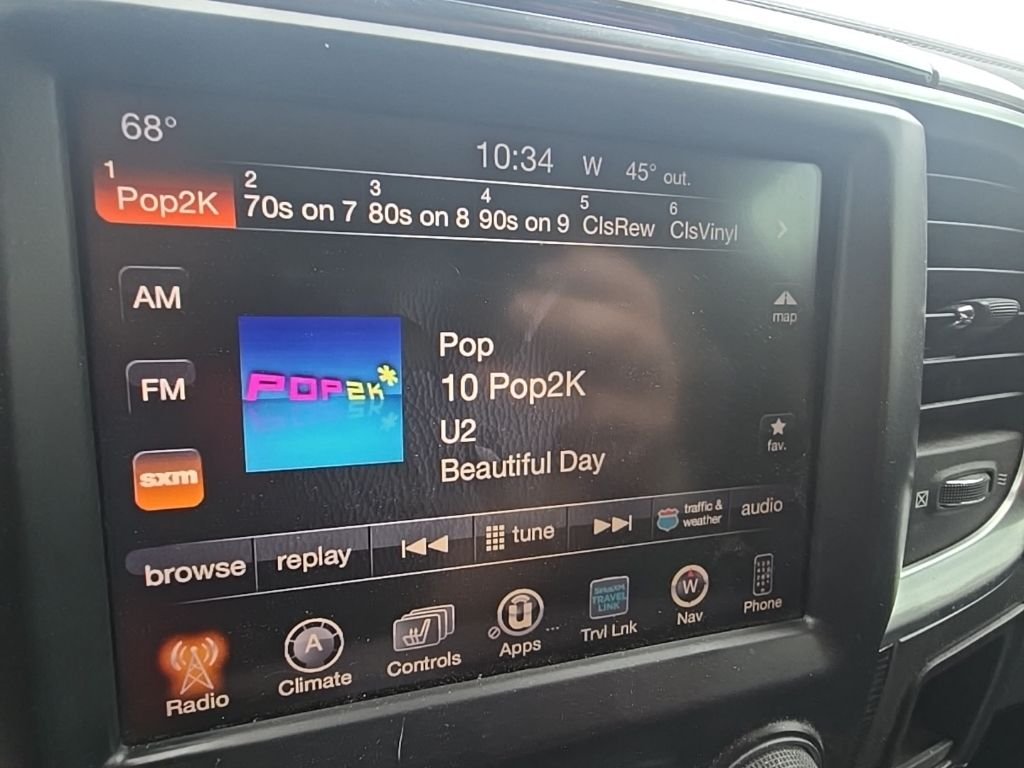 68°
10:34 W 45° out.
1 2 3 4 5 6
Pop2K 70s on 7 80s on 8 90s on 9 ClsRew ClsVinyl
AM
map
Pop
FM
POP2K*
10 Pop2K
U2
fav.
sxm
Beautiful Day
browse replay tune traffic & weather audio
SiriusXM
TRAVEL
LINK
A
U
W
Radio Climate Controls Apps Trvl Lnk Nav Phone